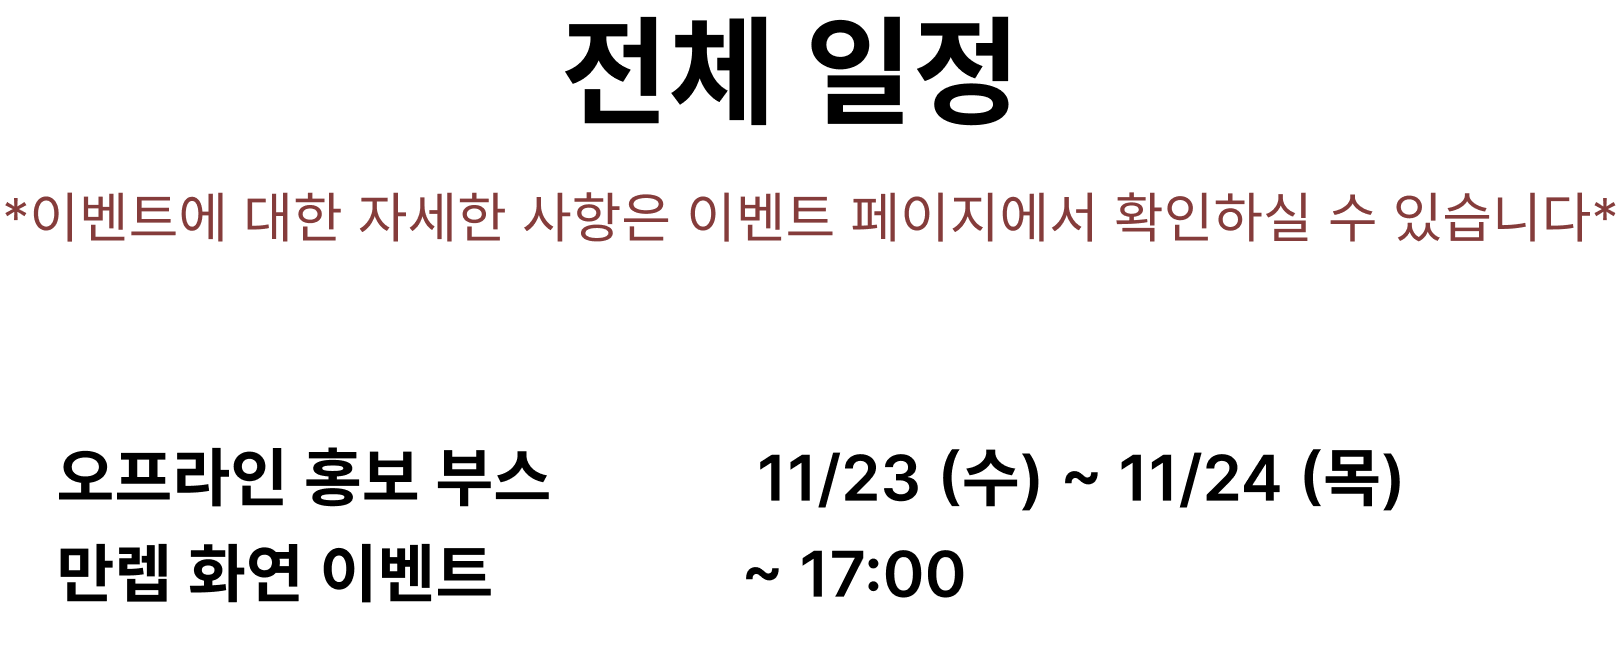 전체 일정
*이벤트에 대한 자세한 사항은 이벤트 페이지에서 확인하실 수 있습니다*
오프라인 홍보 부스 11/23 (수) ~ 11/24 (목)
만렙 화연 이벤트 ~ 17:00